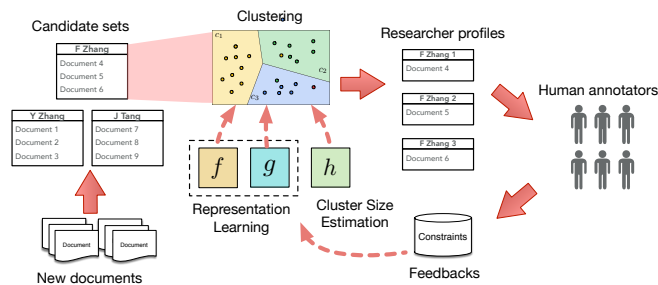 Clustering
Candidate sets
F Zhang
Document 4
Document 5
Document 6
Y Zhang
Document 1
Document 2
Document 3
J Tang
Document 7
Document 8
Document 9
c1
c2
c3
Researcher profiles
F Zhang 1
Document 4
F Zhang 2
Document 5
F Zhang 3
Document 6
Human annotators
f
g
h
Representation
Learning
Cluster Size
Estimation
Document
Document
New documents
Constraints
Feedbacks